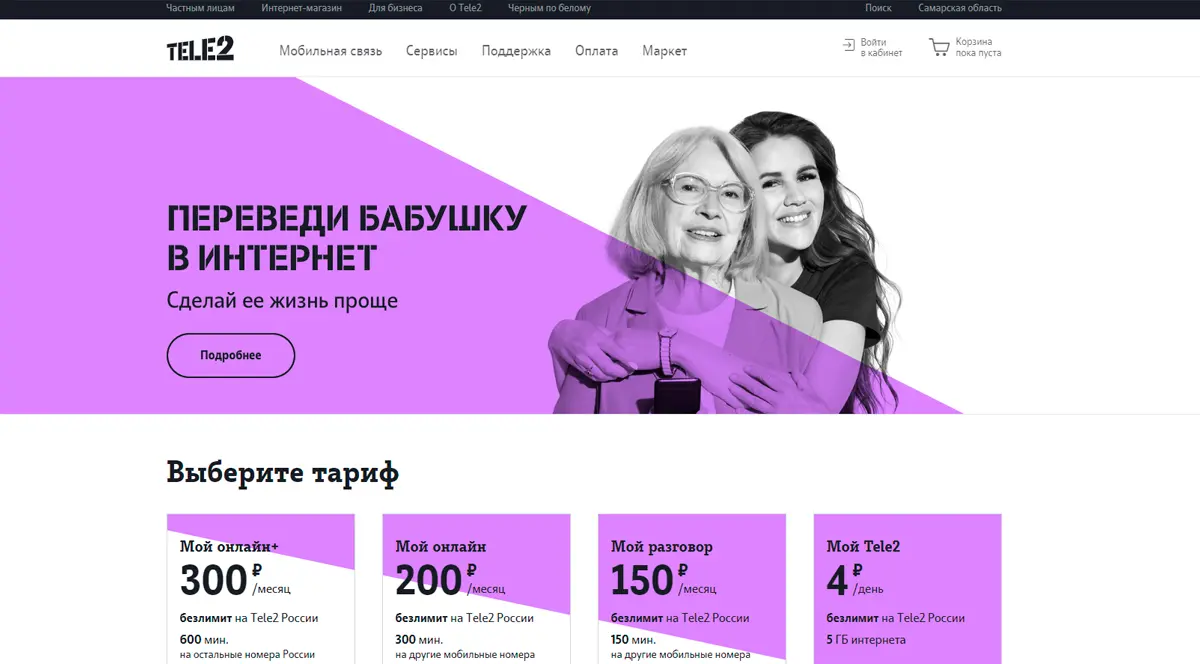 Частным лицам Интернет-магазин Для бизнеса О Tele2 Черным по белому Поиск Самарская область
TELE2 Мобильная связь Сервисы Поддержка Оплата Маркет
Войти
в кабинет
Корзина
пока пуста
ПЕРЕВЕДИ БАБУШКУ
В ИНТЕРНЕТ
Сделай ее жизнь проще
Подробнее
Выберите тариф
Мой онлайн+
300 ₽
/месяц
безлимит на Tele2 России
600 мин.
на остальные номера России
Мой онлайн
200 ₽
/месяц
безлимит на Tele2 России
300 мин.
на другие мобильные номера
Мой разговор
150 ₽
/месяц
безлимит на Tele2 России
150 мин.
на другие мобильные номера
Мой Tele2
4 ₽
/день
безлимит на Tele2 России
5 ГБ интернета